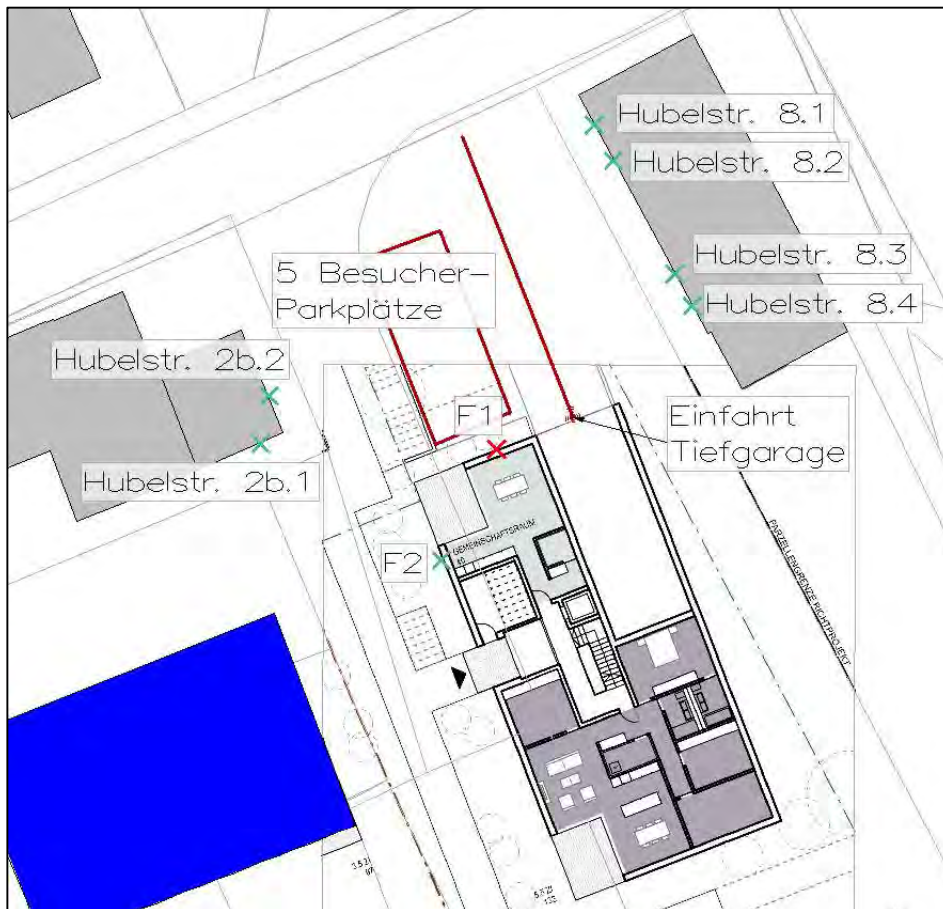 Hubelstr. 8.1
Hubelstr. 8.2
5 Besucher-
Parkplätze
Hubelstr. 8.3
Hubelstr. 8.4
Hubelstr. 2b.2
F1
Einfahrt
Tiefgarage
Hubelstr. 2b.1
GEMEINSCHAFTSRAUM
F2
PARZELLENGRENZE RICHTPROJEKT